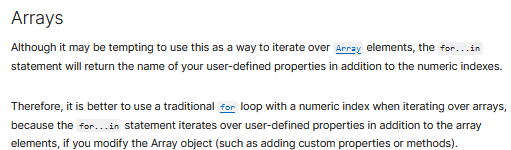 Arrays
Although it may be tempting to use this as a way to iterate over Array elements, the for...in
statement will return the name of your user-defined properties in addition to the numeric indexes.
Therefore, it is better to use a traditional for loop with a numeric index when iterating over arrays,
because the for...in statement iterates over user-defined properties in addition to the array
elements, if you modify the Array object (such as adding custom properties or methods).